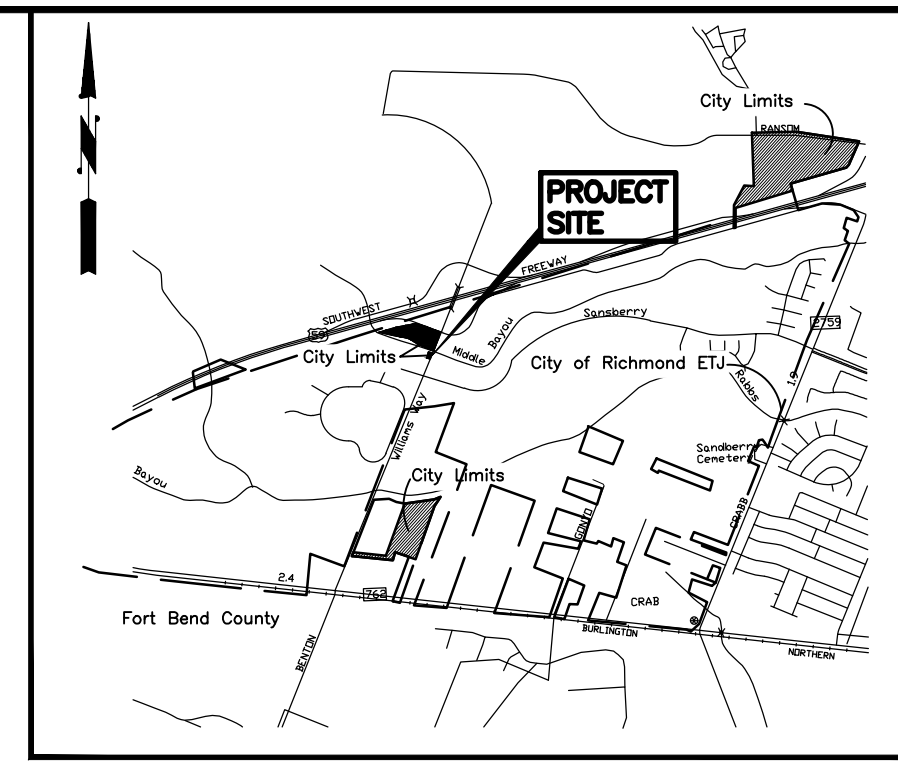 N
City Limits
RANSOM
PROJECT
SITE
FREEWAY
SOUTHWEST
59
City Limits
Middle Bayou
Sansberry
2759
City of Richmond ETJ
Rabbs
1.9
Williams Way
Sandberry
Cemetery
Bayou
City Limits
CRABB
2.4
762
CRAB
Fort Bend County
BURLINGTON
NORTHERN
BENTON